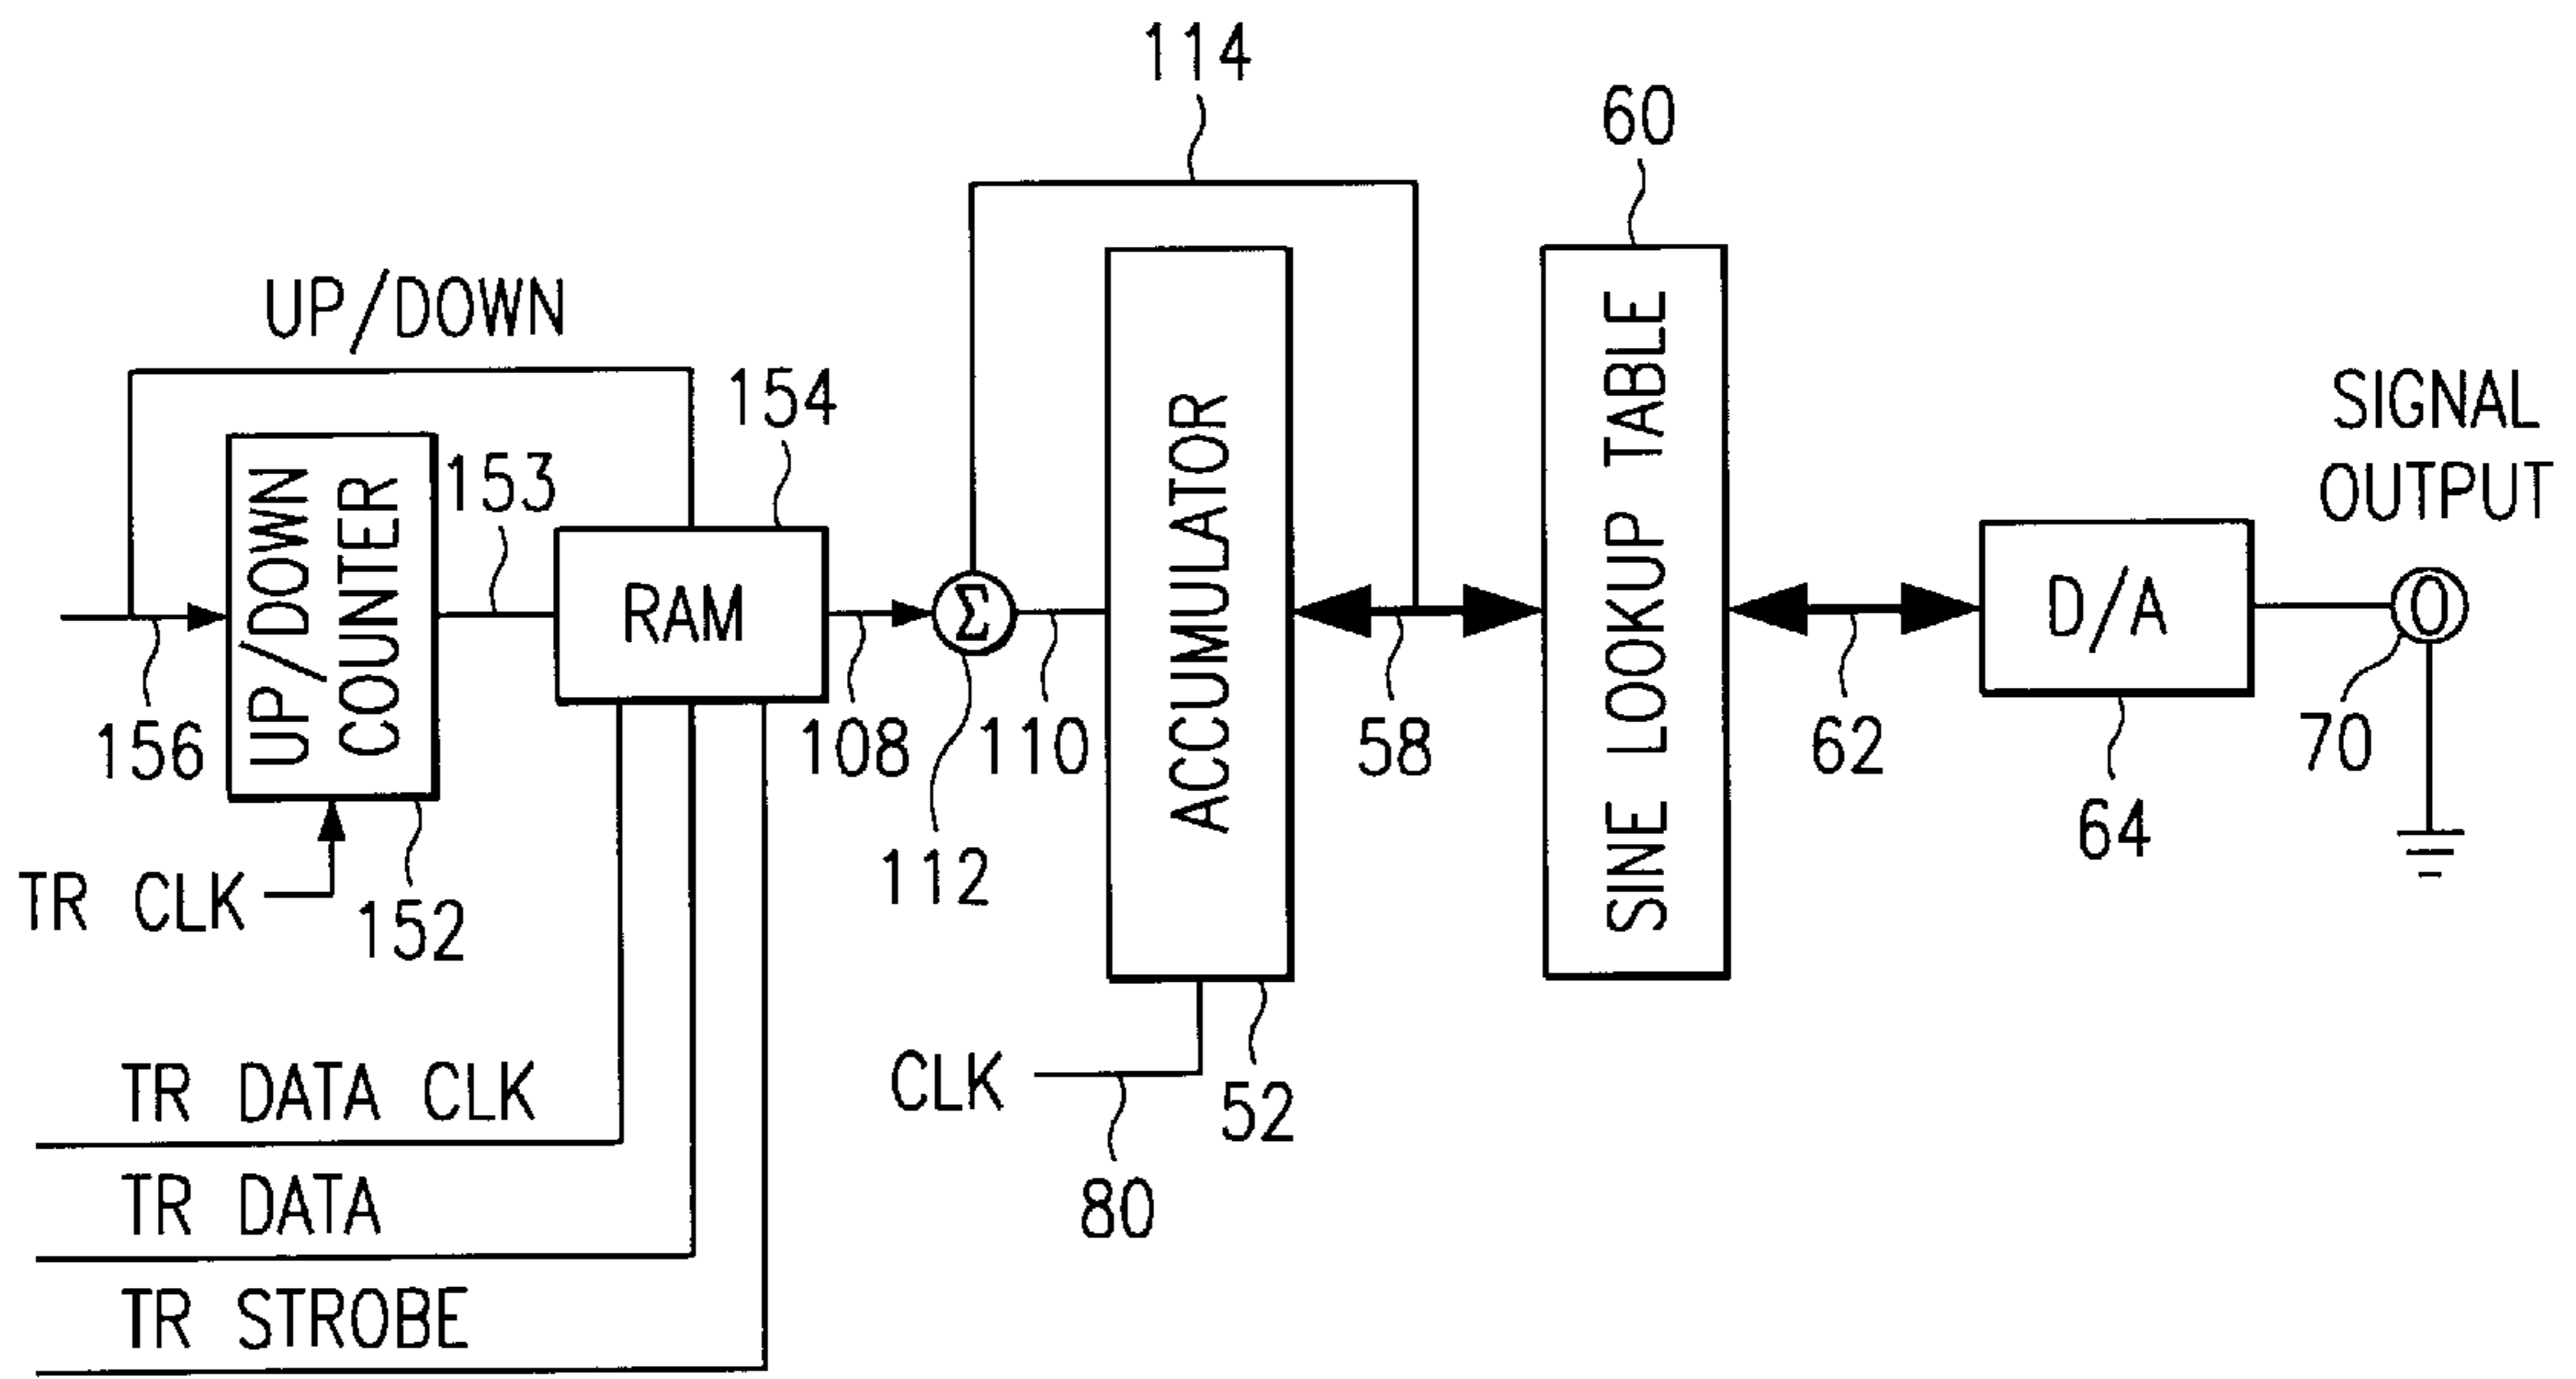 114
60
UP/DOWN
154
SIGNAL
OUTPUT
153
UP/DOWN
COUNTER
RAM
Σ
ACCUMULATOR
SINE LOOKUP TABLE
D/A
156
108
110
58
62
70
64
112
TR CLK
152
CLK
52
80
TR DATA CLK
TR DATA
TR STROBE